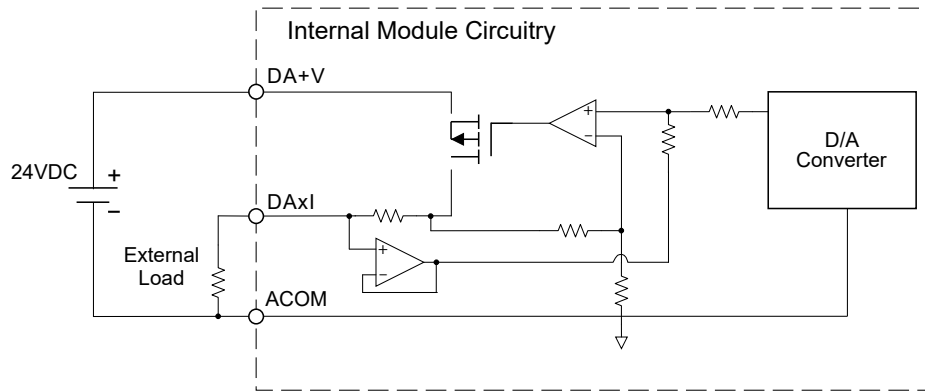 Internal Module Circuitry
DA+V
+
−
D/A
Converter
24VDC
+
−
DAxI
External
Load
+
−
ACOM